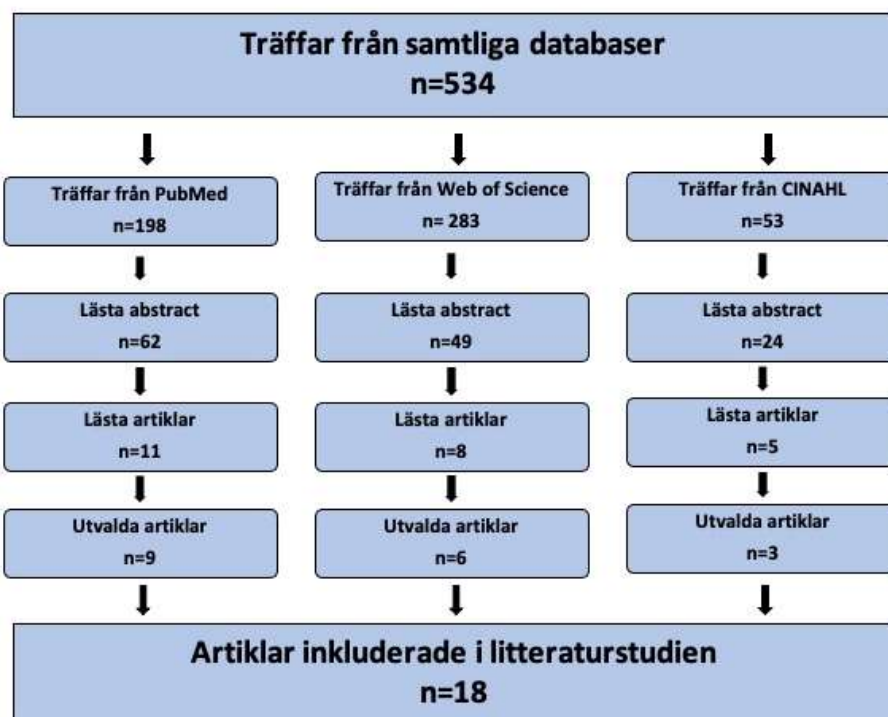 Träffar från samtliga databaser
n=534
Träffar från PubMed
n=198
Träffar från Web of Science
n= 283
Träffar från CINAHL
n=53
Lästa abstract
n=62
Lästa abstract
n=49
Lästa abstract
n=24
Lästa artiklar
n=11
Lästa artiklar
n=8
Lästa artiklar
n=5
Utvalda artiklar
n=9
Utvalda artiklar
n=6
Utvalda artiklar
n=3
Artiklar inkluderade i litteraturstudien
n=18